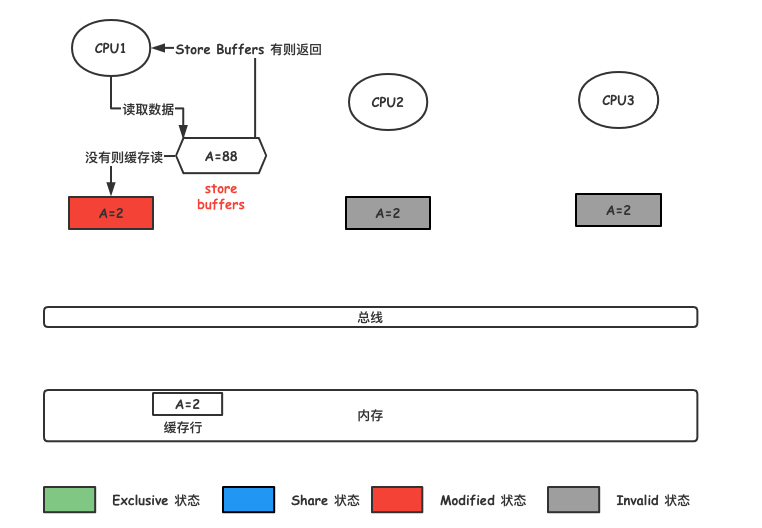 CPU1
Store Buffers 有则返回
CPU2
CPU3
读取数据
没有则缓存读
A=88
store
buffers
A=2
A=2
A=2
总线
A=2
缓存行
内存
Exclusive 状态
Share 状态
Modified 状态
Invalid 状态